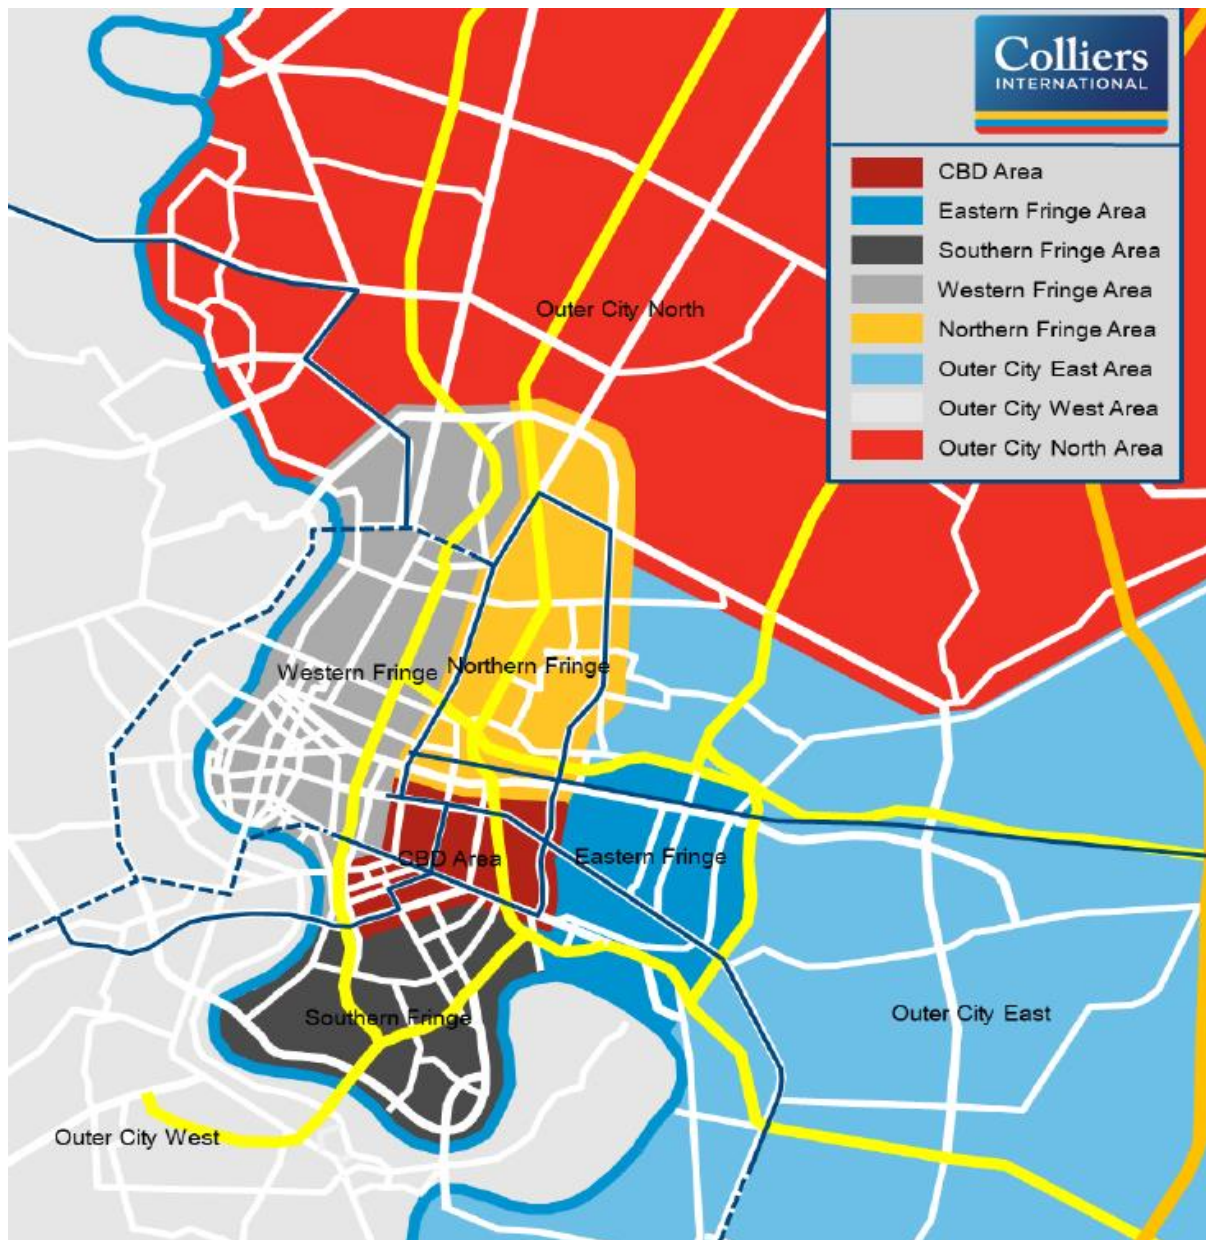 Colliers
INTERNATIONAL
CBD Area
Eastern Fringe Area
Southern Fringe Area
Western Fringe Area
Northern Fringe Area
Outer City East Area
Outer City West Area
Outer City North Area
Outer City North
Western Fringe
Northern Fringe
CBD Area
Eastern Fringe
Southern Fringe
Outer City East
Outer City West